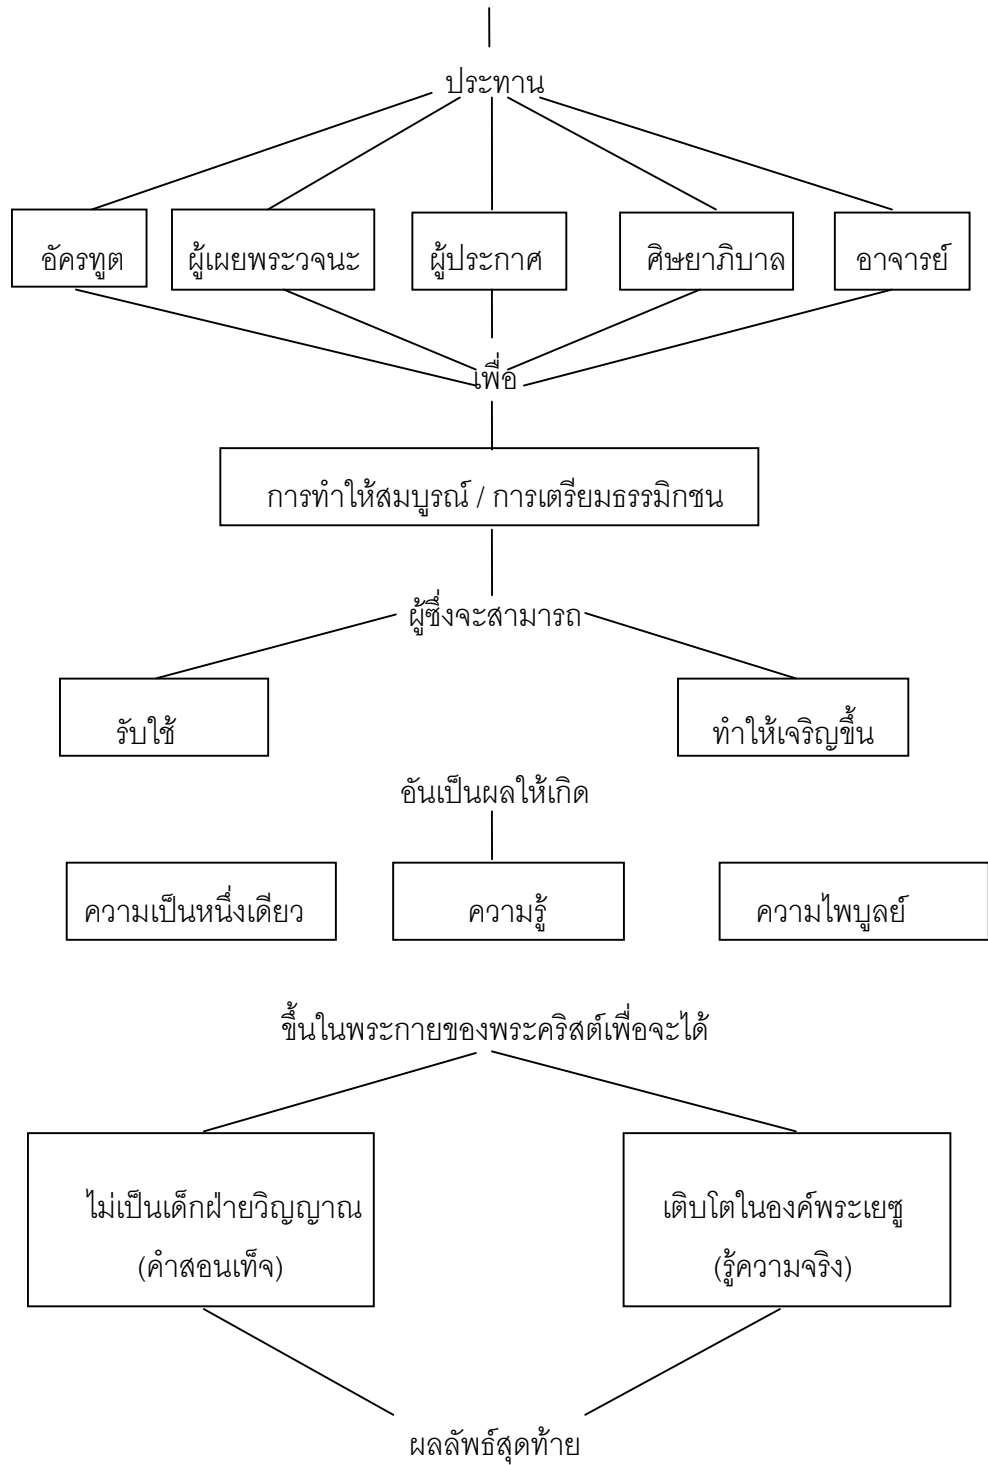 ประทาน
อัครทูต ผู้เผยพระวจนะ ผู้ประกาศ ศิษยาภิบาล อาจารย์
เพื่อ
การทำให้สมบูรณ์ / การเตรียมธรรมิกชน
ผู้ซึ่งจะสามารถ
รับใช้ ทำให้เจริญขึ้น
อันเป็นผลให้เกิด
ความเป็นหนึ่งเดียว ความรู้ ความไพบูลย์
ขึ้นในพระกายของพระคริสต์เพื่อจะได้
ไม่เป็นเด็กฝ่ายวิญญาณ เติบโตในองค์พระเยซู
(คำสอนเท็จ) (รู้ความจริง)
ผลลัพธ์สุดท้าย